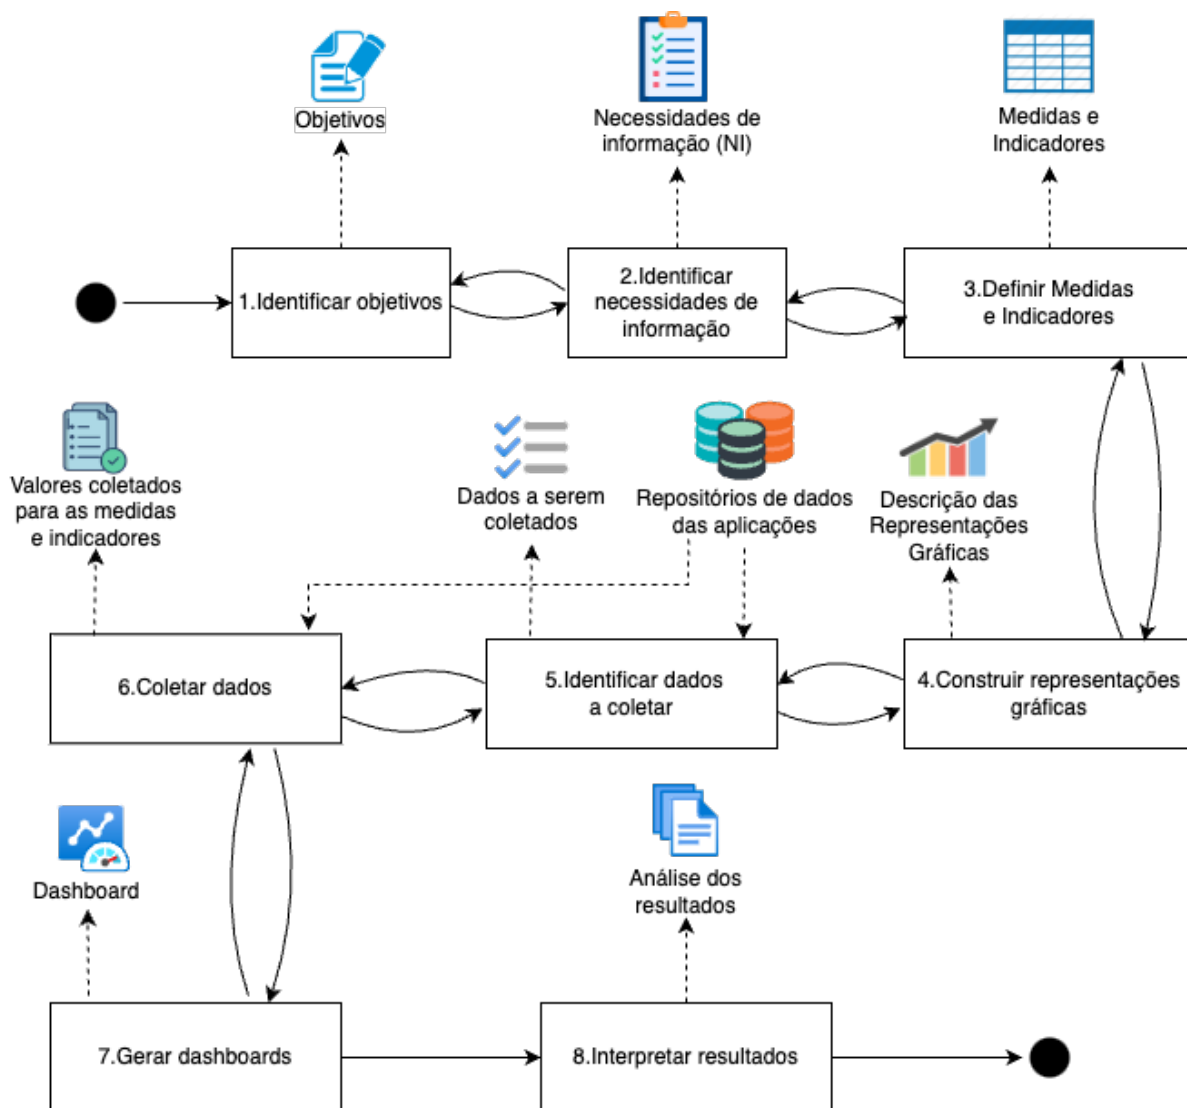 Objetivos
Necessidades de
informação (NI)
Medidas e
Indicadores
1.Identificar objetivos
2.Identificar
necessidades de
informação
3.Definir Medidas
e Indicadores
Valores coletados
para as medidas
e indicadores
Dados a serem
coletados
Repositórios de dados
das aplicações
Descrição das
Representações
Gráficas
6.Coletar dados
5.Identificar dados
a coletar
4.Construir representações
gráficas
Dashboard
Análise dos
resultados
7.Gerar dashboards
8.Interpretar resultados